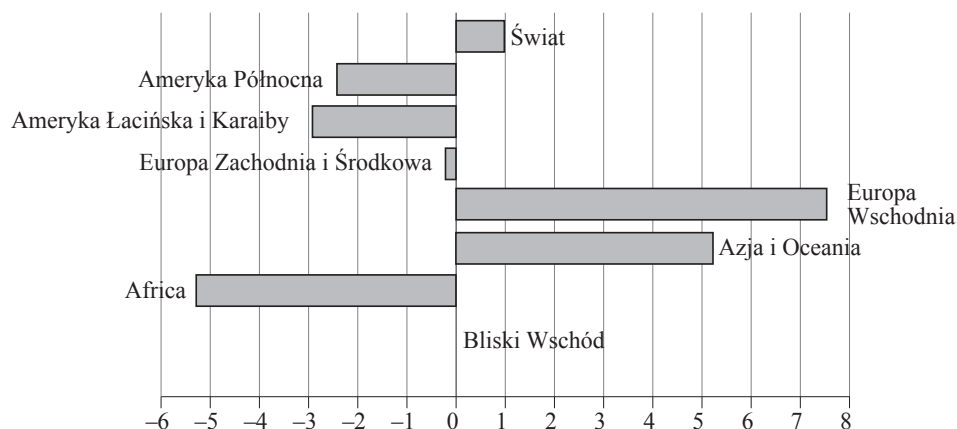 Świat
Ameryka Północna
Ameryka Łacińska i Karaiby
Europa Zachodnia i Środkowa
Europa
Wschodnia
Azja i Oceania
Africa
Bliski Wschód
–6 –5 –4 –3 –2 –1 0 1 2 3 4 5 6 7 8